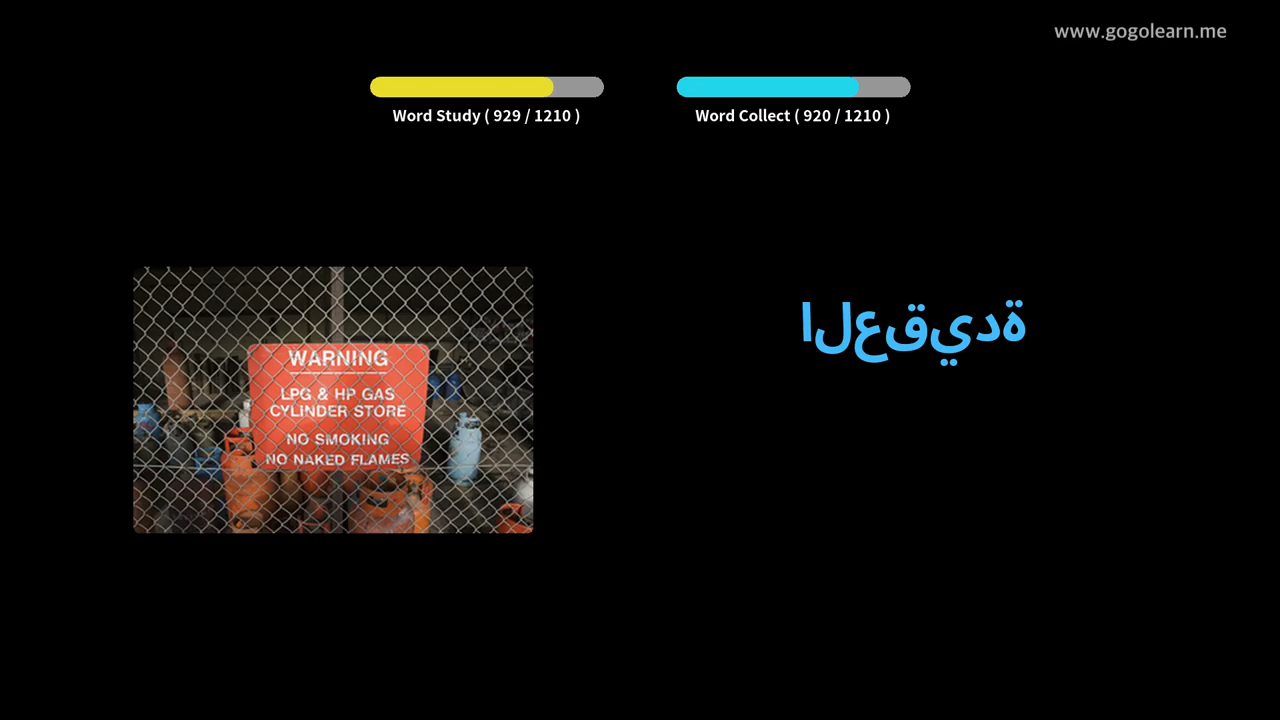 www.gogolearn.me
Word Study ( 929 / 1210 )
Word Collect ( 920 / 1210 )
العقيدة
WARNING
LPG & HP GAS
CYLINDER STORE
NO SMOKING
NO NAKED FLAMES